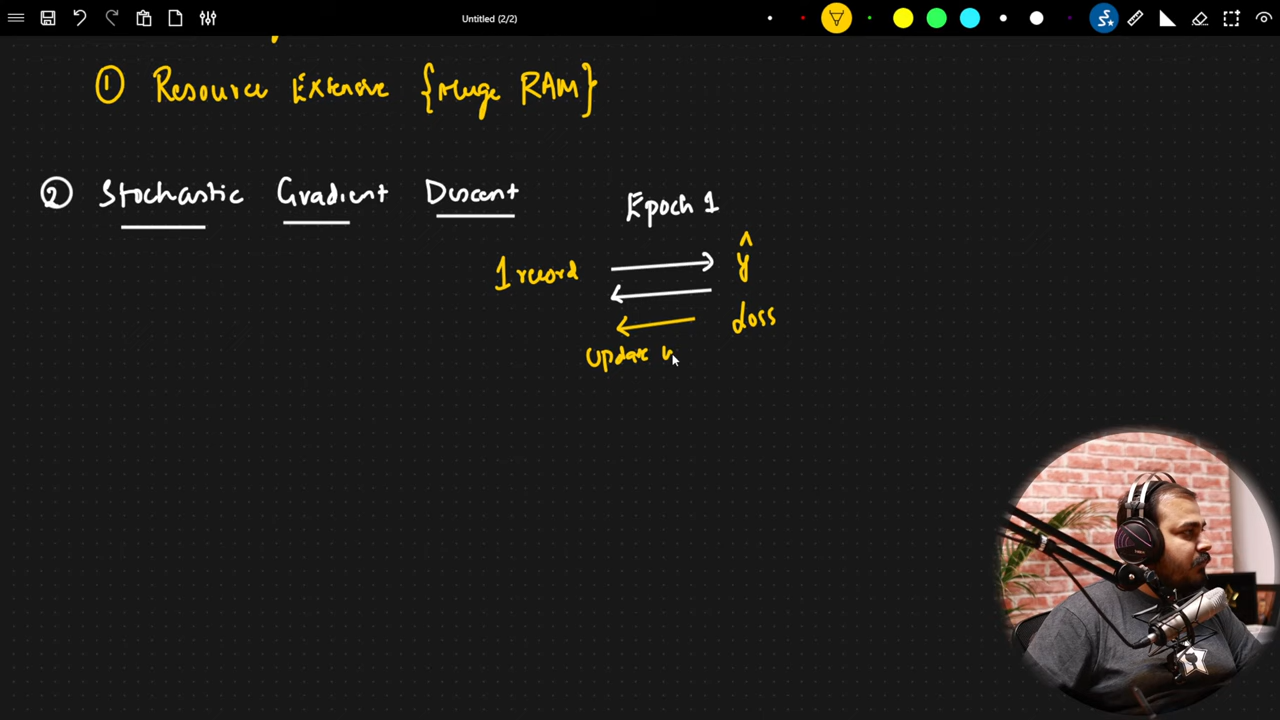 Untitled (2/2)
① Resource Extensive {Huge RAM}
② Stochastic Gradient Descent
Epoch 1
1 record ŷ
Loss
Update